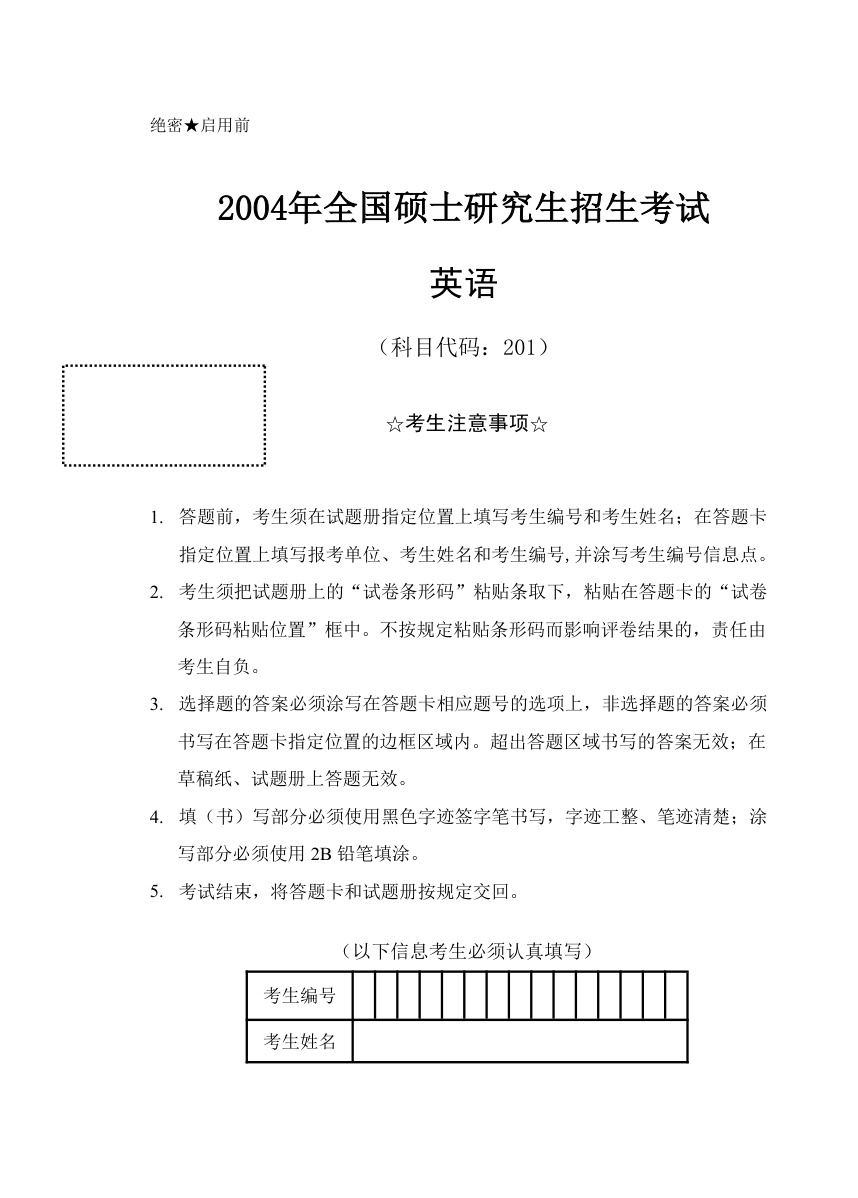 绝密★启用前
2004年全国硕士研究生招生考试
英语
（科目代码：201）
☆考生注意事项☆
1. 答题前，考生须在试题册指定位置上填写考生编号和考生姓名；在答题卡
指定位置上填写报考单位、考生姓名和考生编号,并涂写考生编号信息点。
2. 考生须把试题册上的“试卷条形码”粘贴条取下，粘贴在答题卡的“试卷
条形码粘贴位置”框中。不按规定粘贴条形码而影响评卷结果的，责任由
考生自负。
3. 选择题的答案必须涂写在答题卡相应题号的选项上，非选择题的答案必须
书写在答题卡指定位置的边框区域内。超出答题区域书写的答案无效；在
草稿纸、试题册上答题无效。
4. 填（书）写部分必须使用黑色字迹签字笔书写，字迹工整、笔迹清楚；涂
写部分必须使用 2B 铅笔填涂。
5. 考试结束，将答题卡和试题册按规定交回。
（以下信息考生必须认真填写）
考生编号
考生姓名